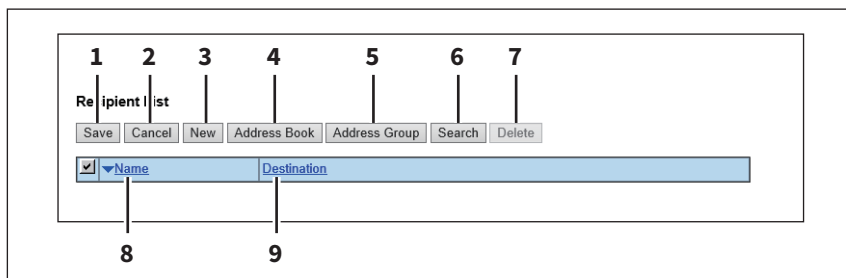 1 2 3 4 5 6 7
Recipient List
Save Cancel New Address Book Address Group Search Delete
Name Destination
8 9